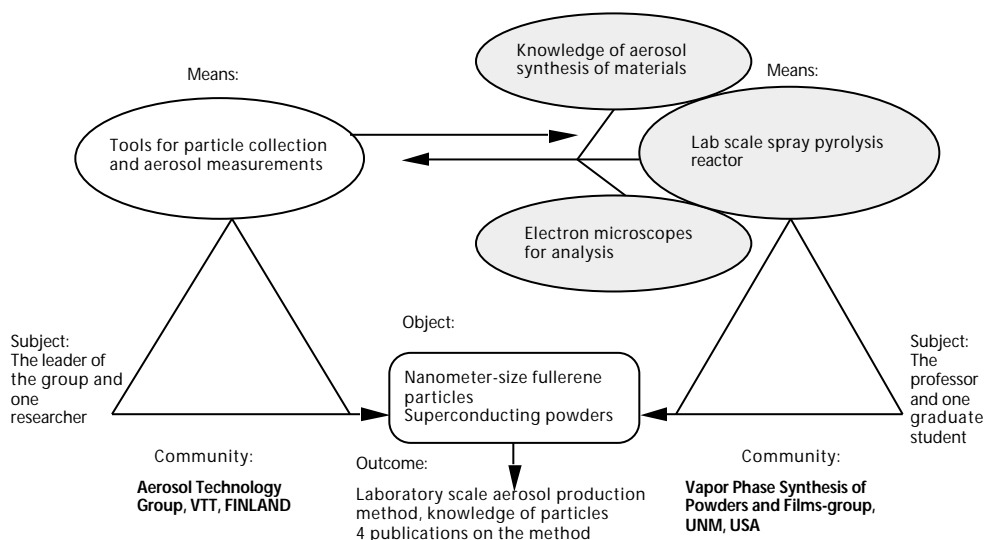 Knowledge of aerosol
synthesis of materials
Means:
Means:
Tools for particle collection
and aerosol measurements
Lab scale spray pyrolysis
reactor
Electron microscopes
for analysis
Object:
Subject:
The leader of
the group and
one
researcher
Subject:
The
professor
and one
graduate
student
Nanometer-size fullerene
particles
Superconducting powders
Community:
Aerosol Technology
Group, VTT, FINLAND
Outcome:
Laboratory scale aerosol production
method, knowledge of particles
4 publications on the method
Community:
Vapor Phase Synthesis of
Powders and Films-group,
UNM, USA